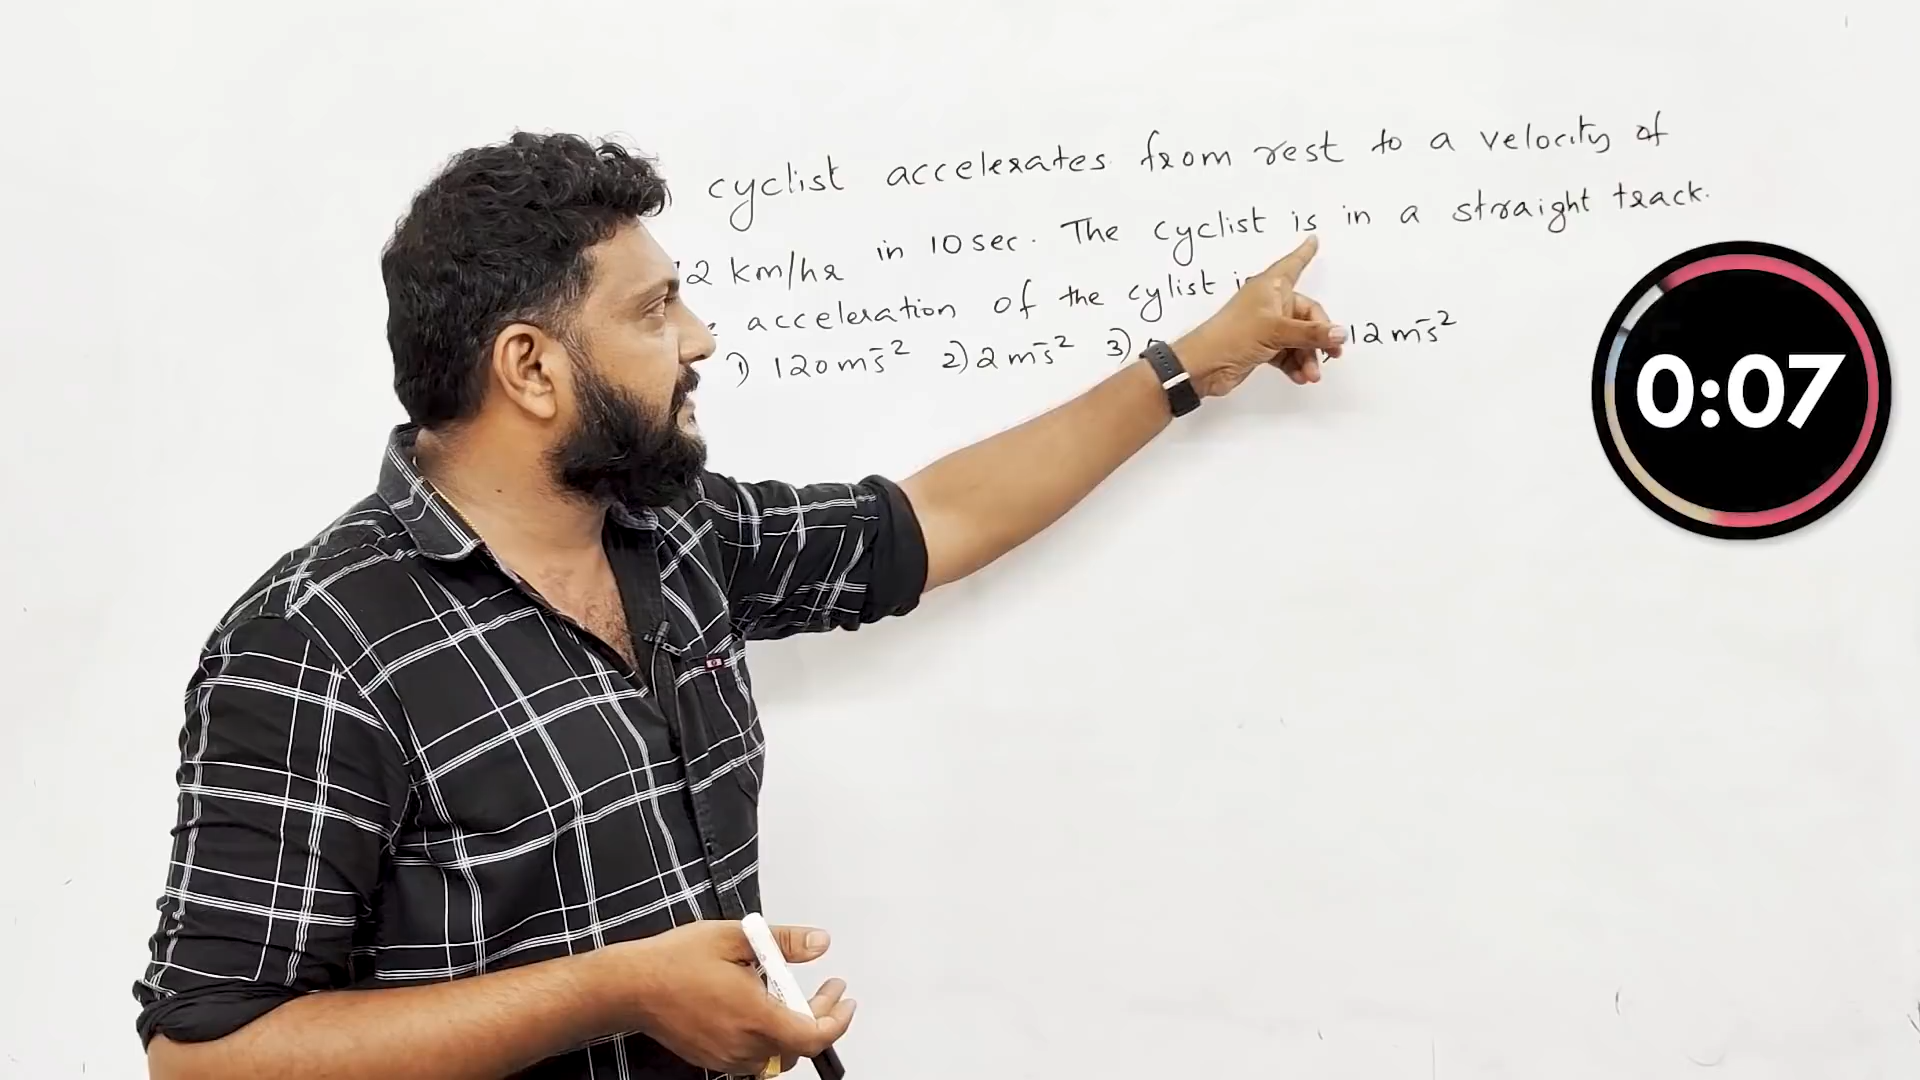 cyclist accelerates from rest to a velocity of
2 km/hr in 10 sec. The cyclist is in a straight track.
acceleration of the cylist
1) 120 ms̄² 2) 2 ms̄² 3) 12 ms̄²
0:07